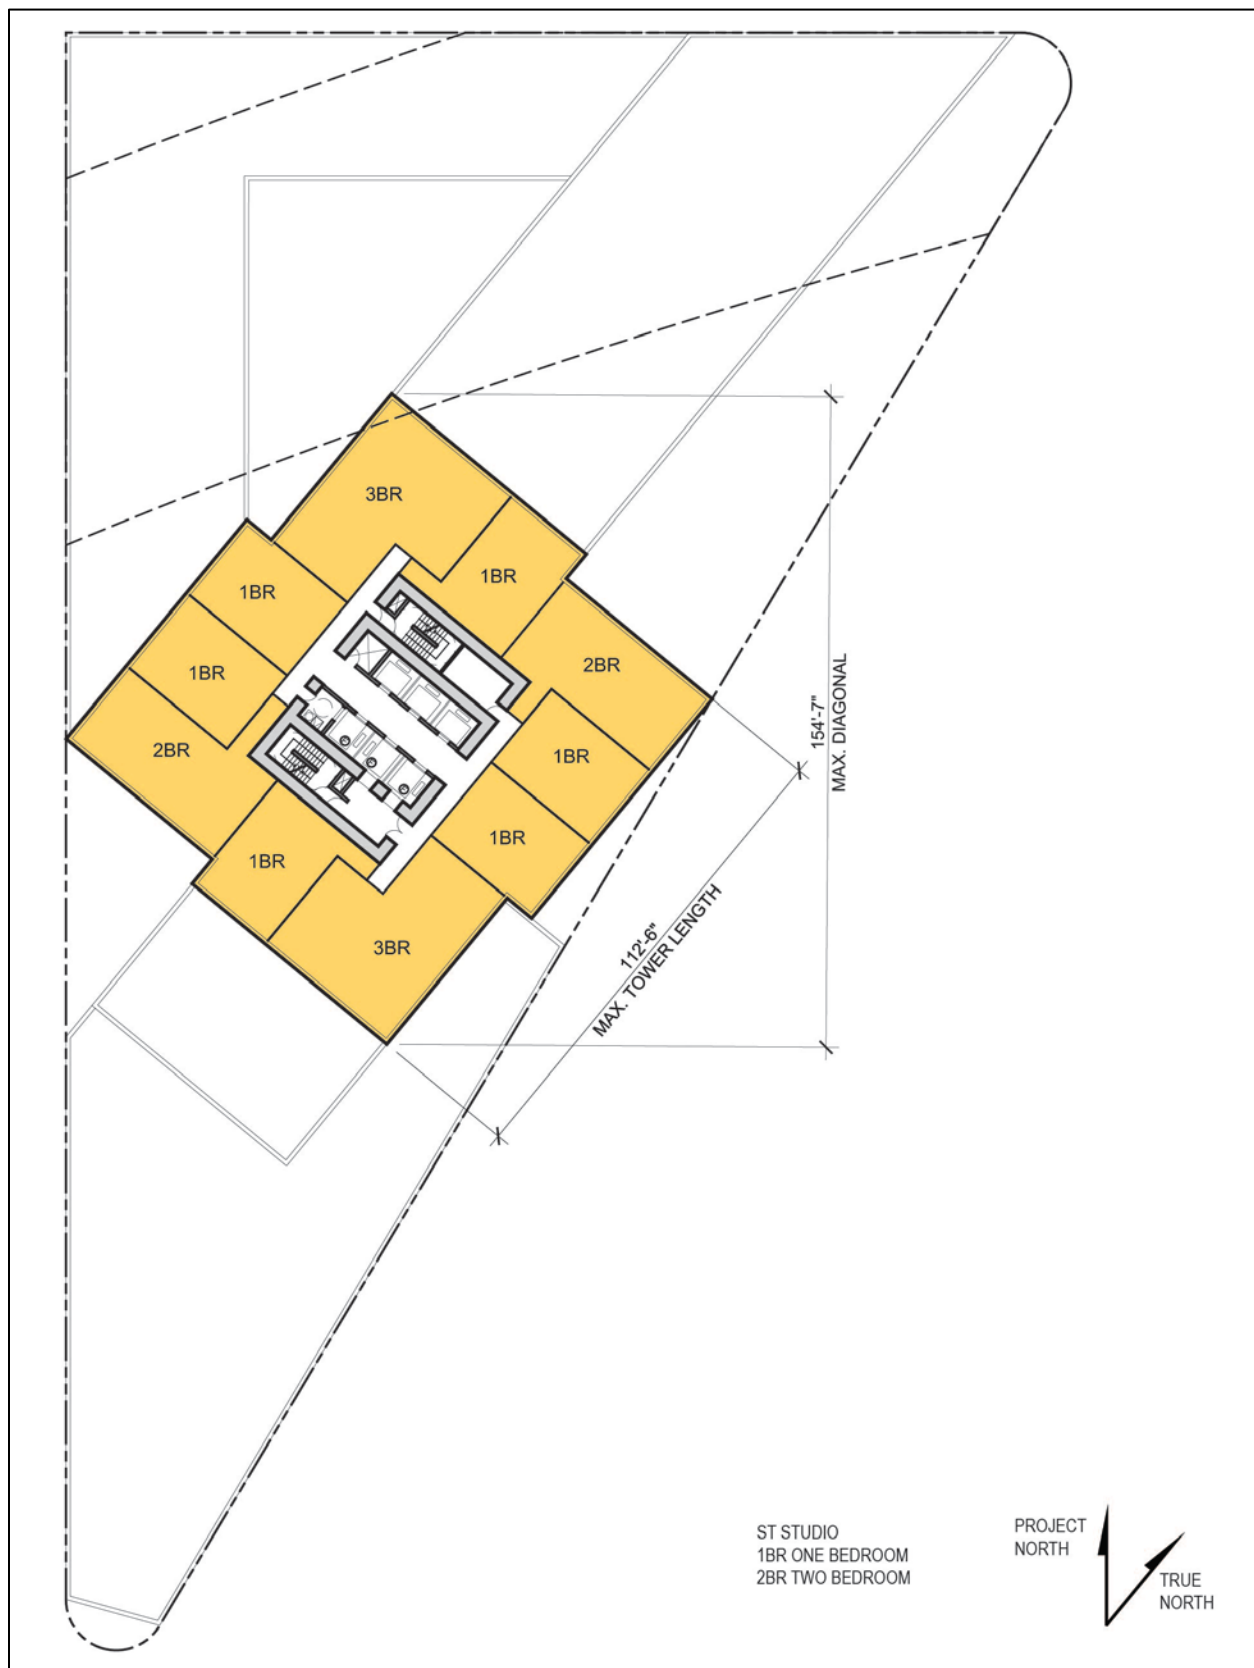 3BR
1BR
1BR
2BR
1BR
2BR
1BR
1BR
1BR
3BR
154'-7"
MAX. DIAGONAL
112'-6"
MAX. TOWER LENGTH
ST STUDIO
1BR ONE BEDROOM
2BR TWO BEDROOM
PROJECT
NORTH
TRUE
NORTH